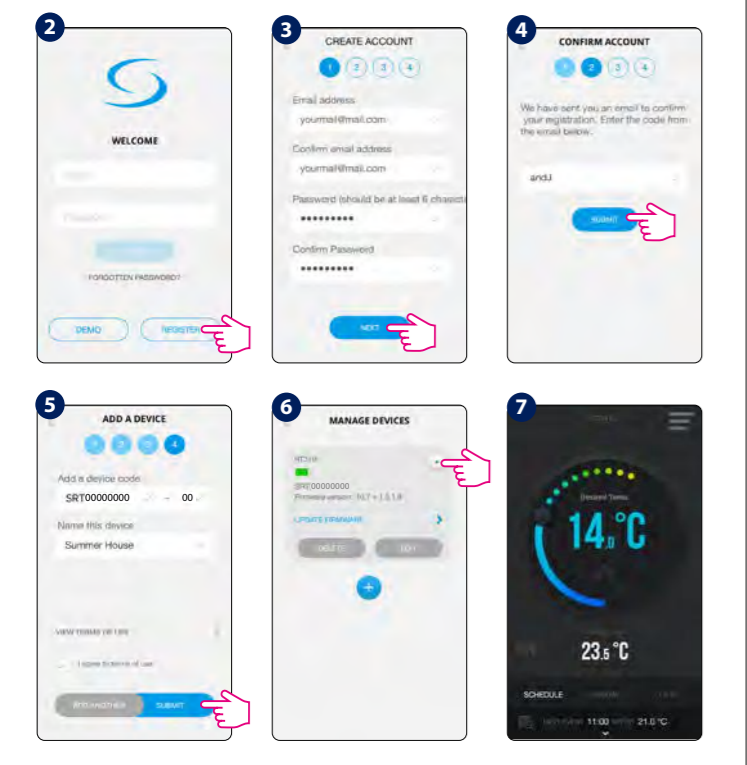 2
WELCOME
FORGOTTEN PASSWORD?
DEMO
REGISTER
3
CREATE ACCOUNT
1 2 3 4
Email address
yourmail@mail.com
Confirm email address
yourmail@mail.com
Password (should be at least 6 charact
•••••••••
Confirm Password
•••••••••
NEXT
4
CONFIRM ACCOUNT
1 2 3 4
We have sent you an email to confirm
your registration. Enter the code from
the email below.
andJ
SUBMIT
5
ADD A DEVICE
1 2 3 4
Add a device code
SRT00000000 - 00
Name this device
Summer House
VIEW TERMS OF USE
I agree to terms of use
ADD ANOTHER
SUBMIT
6
MANAGE DEVICES
SRT00000000
UPDATE FIRMWARE
DELETE
EDIT
+
7
Desired Temp
14.0°C
23.5 °C
SCHEDULE
11:00
21.0 °C